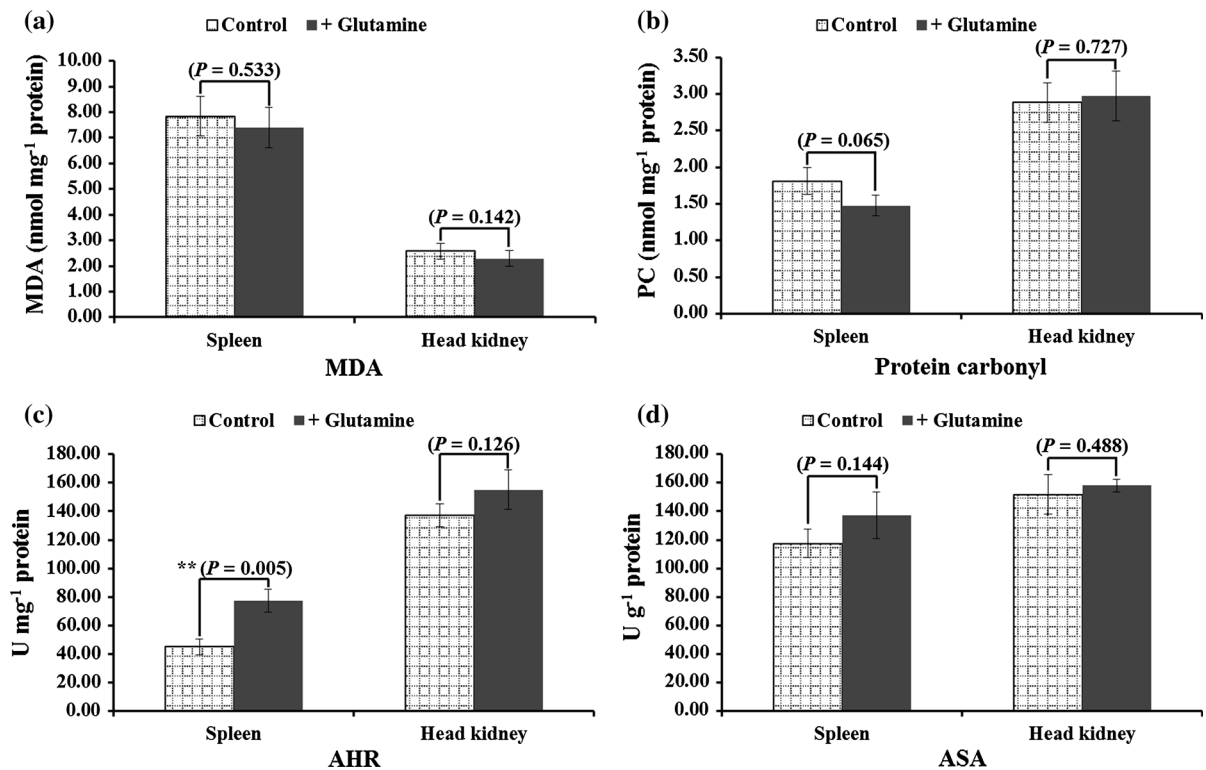 (a)
Control + Glutamine
MDA (nmol mg-1 protein)
10.00
9.00
8.00
7.00
6.00
5.00
4.00
3.00
2.00
1.00
0.00
(P = 0.533)
(P = 0.142)
Spleen Head kidney
MDA
(b)
Control + Glutamine
PC (nmol mg-1 protein)
3.50
3.00
2.50
2.00
1.50
1.00
0.50
0.00
(P = 0.727)
(P = 0.065)
Spleen Head kidney
Protein carbonyl
(c)
Control + Glutamine
U mg-1 protein
180.00
160.00
140.00
120.00
100.00
80.00
60.00
40.00
20.00
0.00
(P = 0.126)
**(P = 0.005)
Spleen Head kidney
AHR
(d)
Control + Glutamine
U g-1 protein
180.00
160.00
140.00
120.00
100.00
80.00
60.00
40.00
20.00
0.00
(P = 0.144)
(P = 0.488)
Spleen Head kidney
ASA